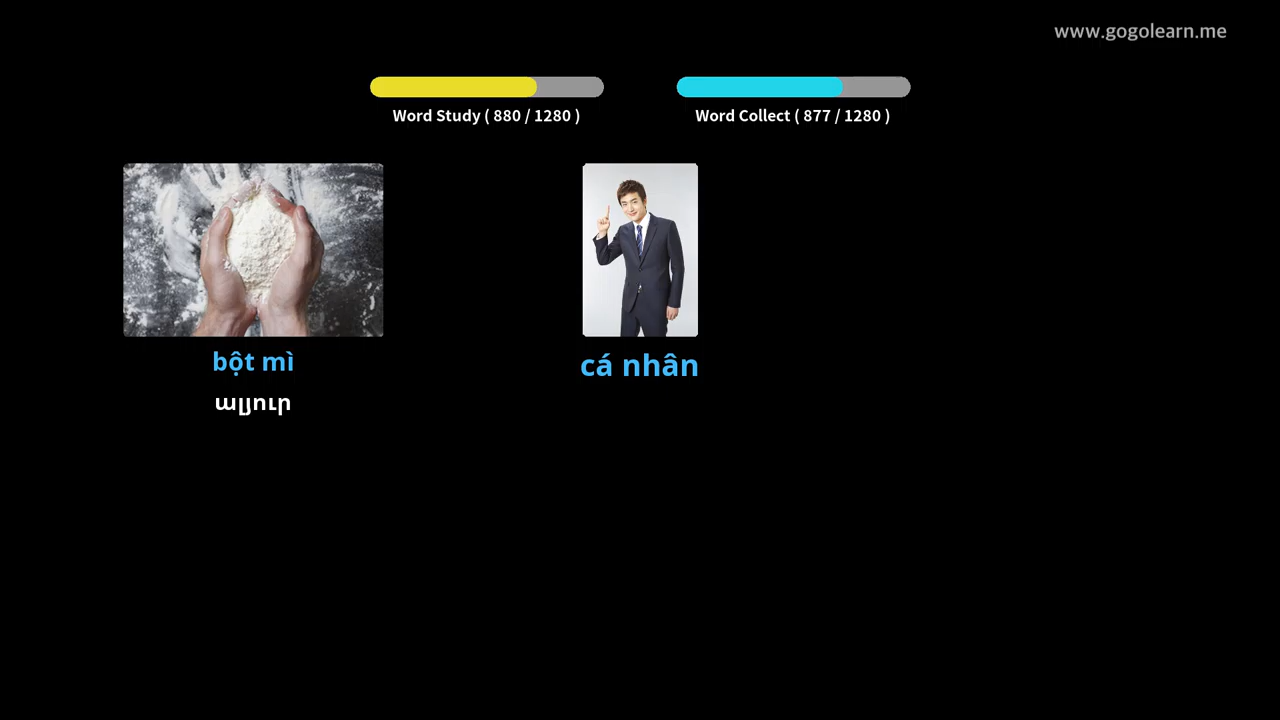 www.gogolearn.me
Word Study ( 880 / 1280 )
Word Collect ( 877 / 1280 )
bột mì
ալյուր
cá nhân